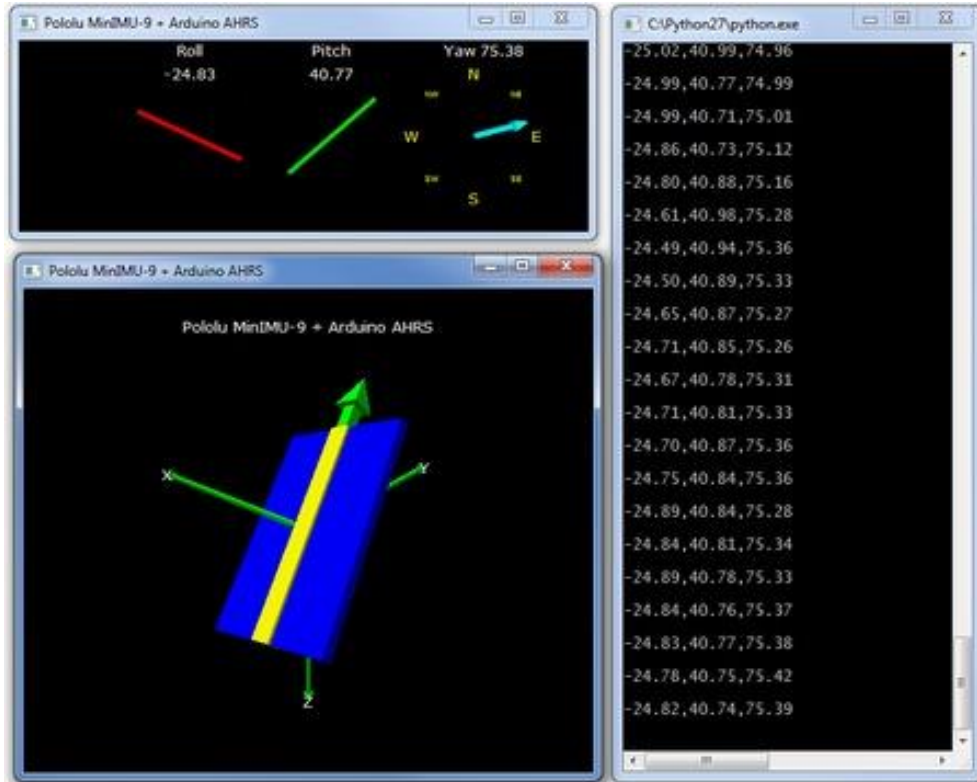 Pololu MinIMU-9 + Arduino AHRS
Roll
Pitch
Yaw 75.38
-24.83
40.77
N
W
E
S
Pololu MinIMU-9 + Arduino AHRS
Pololu MinIMU-9 + Arduino AHRS
X
Y
Z
C:\Python27\python.exe
-25.02,40.99,74.96
-24.99,40.77,74.99
-24.99,40.71,75.01
-24.86,40.73,75.12
-24.80,40.88,75.16
-24.61,40.98,75.28
-24.49,40.94,75.36
-24.50,40.89,75.33
-24.65,40.87,75.27
-24.71,40.85,75.26
-24.67,40.78,75.31
-24.71,40.81,75.33
-24.70,40.87,75.36
-24.75,40.84,75.36
-24.89,40.84,75.28
-24.84,40.81,75.34
-24.89,40.78,75.33
-24.84,40.76,75.37
-24.83,40.77,75.38
-24.78,40.75,75.42
-24.82,40.74,75.39